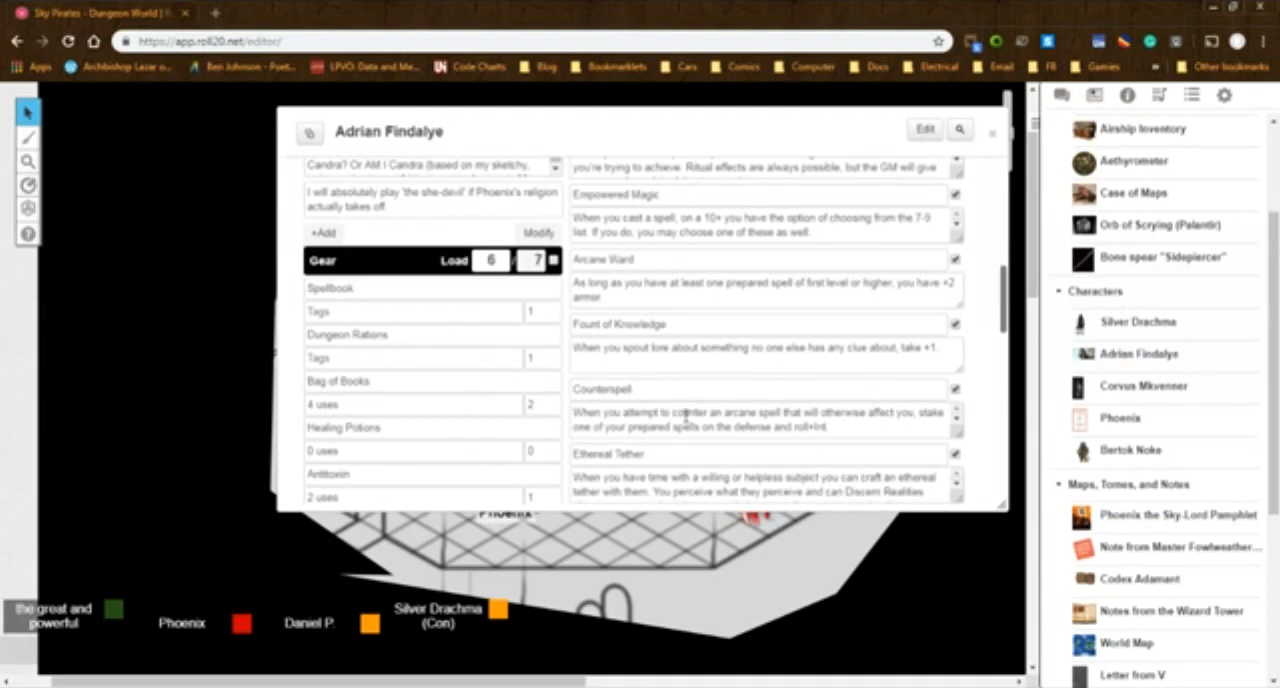 Sky Pirates - Dungeon World |
https://app.roll20.net/editor/
Apps
Archbishop Lazar o...
Ben Johnson - Poet...
LPVO: Data and Me...
Code Charts
Blog
Bookmarklets
Cars
Comics
Computer
Docs
Electrical
Email
FB
Games
»
Other bookmarks
Adrian Findalye
Edit
Candra? Or AM I Candra (based on my sketchy,
I will absolutely play 'the she-devil' if Phoenix's religion
actually takes off.
+Add
Modify
Gear
Load 6 / 7
Spellbook
Tags 1
Dungeon Rations
Tags 1
Bag of Books
4 uses 2
Healing Potions
0 uses 0
Antitoxin
2 uses 1
you're trying to achieve. Ritual effects are always possible, but the GM will give
Empowered Magic
When you cast a spell, on a 10+ you have the option of choosing from the 7-9
list. If you do, you may choose one of these as well
Arcane Ward
As long as you have at least one prepared spell of first level or higher, you have +2
armor.
Fount of Knowledge
When you spout lore about something no one else has any clue about, take +1.
Counterspell
When you attempt to counter an arcane spell that will otherwise affect you, stake
one of your prepared spells on the defense and roll+Int.
Ethereal Tether
When you have time with a willing or helpless subject you can craft an ethereal
tether with them. You perceive what they perceive and can Discern Realities
Phoenix
the great and
powerful
Phoenix
Daniel P.
Silver Drachma
(Con)
Airship Inventory
Aethyrometer
Case of Maps
Orb of Scrying (Palantir)
Bone spear "Sidepiercer"
Characters
Silver Drachma
Adrian Findalye
Corvus Mkvenner
Phoenix
Bertok Noke
Maps, Tomes, and Notes
Phoenix the Sky-Lord Pamphlet
Note from Master Fowlweather...
Codex Adamant
Notes from the Wizard Tower
World Map
Letter from V